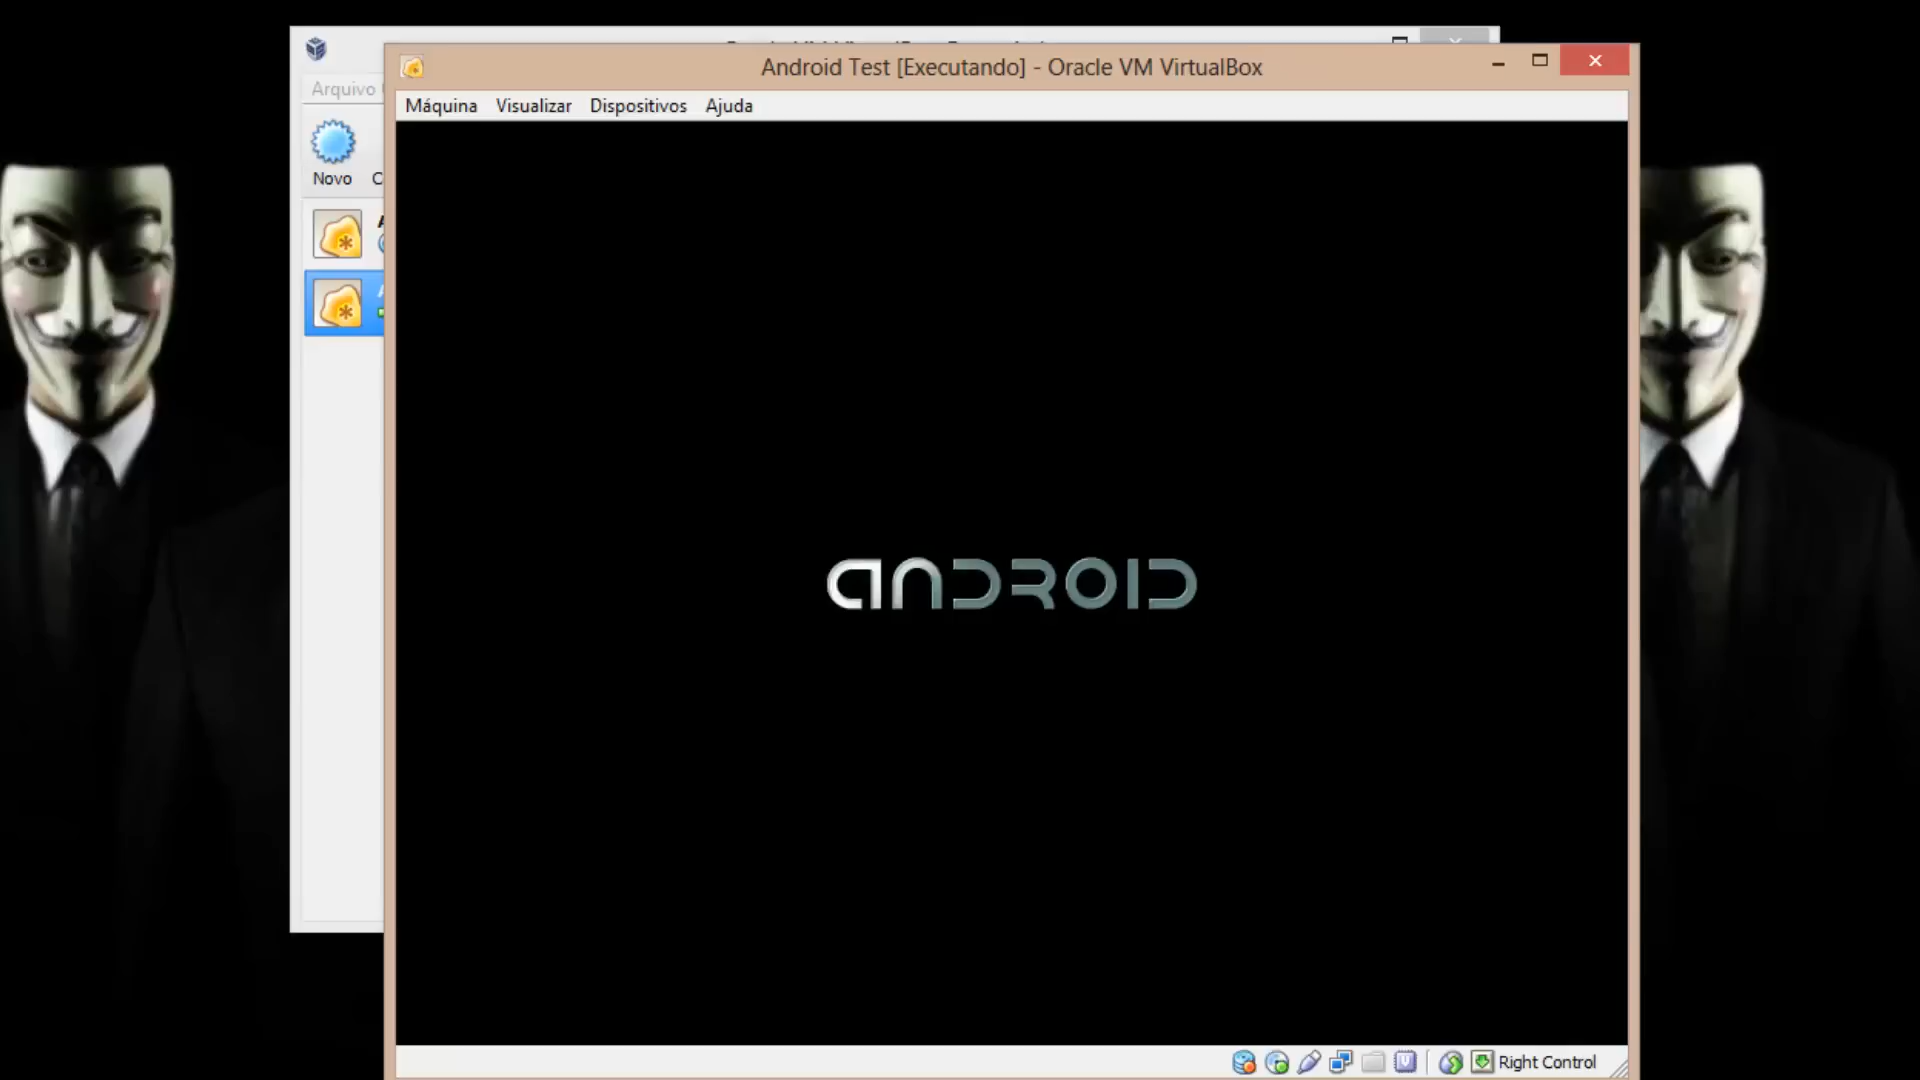 Android Test [Executando] - Oracle VM VirtualBox
Arquivo
Máquina Visualizar Dispositivos Ajuda
Novo
ANDROID
Right Control